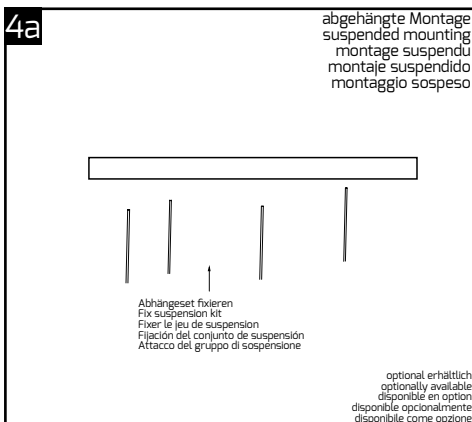 4a
abgehängte Montage
suspended mounting
montage suspendu
montaje suspendido
montaggio sospeso
Abhängeset fixieren
Fix suspension kit
Fixer le jeu de suspension
Fijación del conjunto de suspensión
Attacco del gruppo di sospensione
optional erhältlich
optionally available
disponible en option
disponible opcionalmente
disponibile come opzione